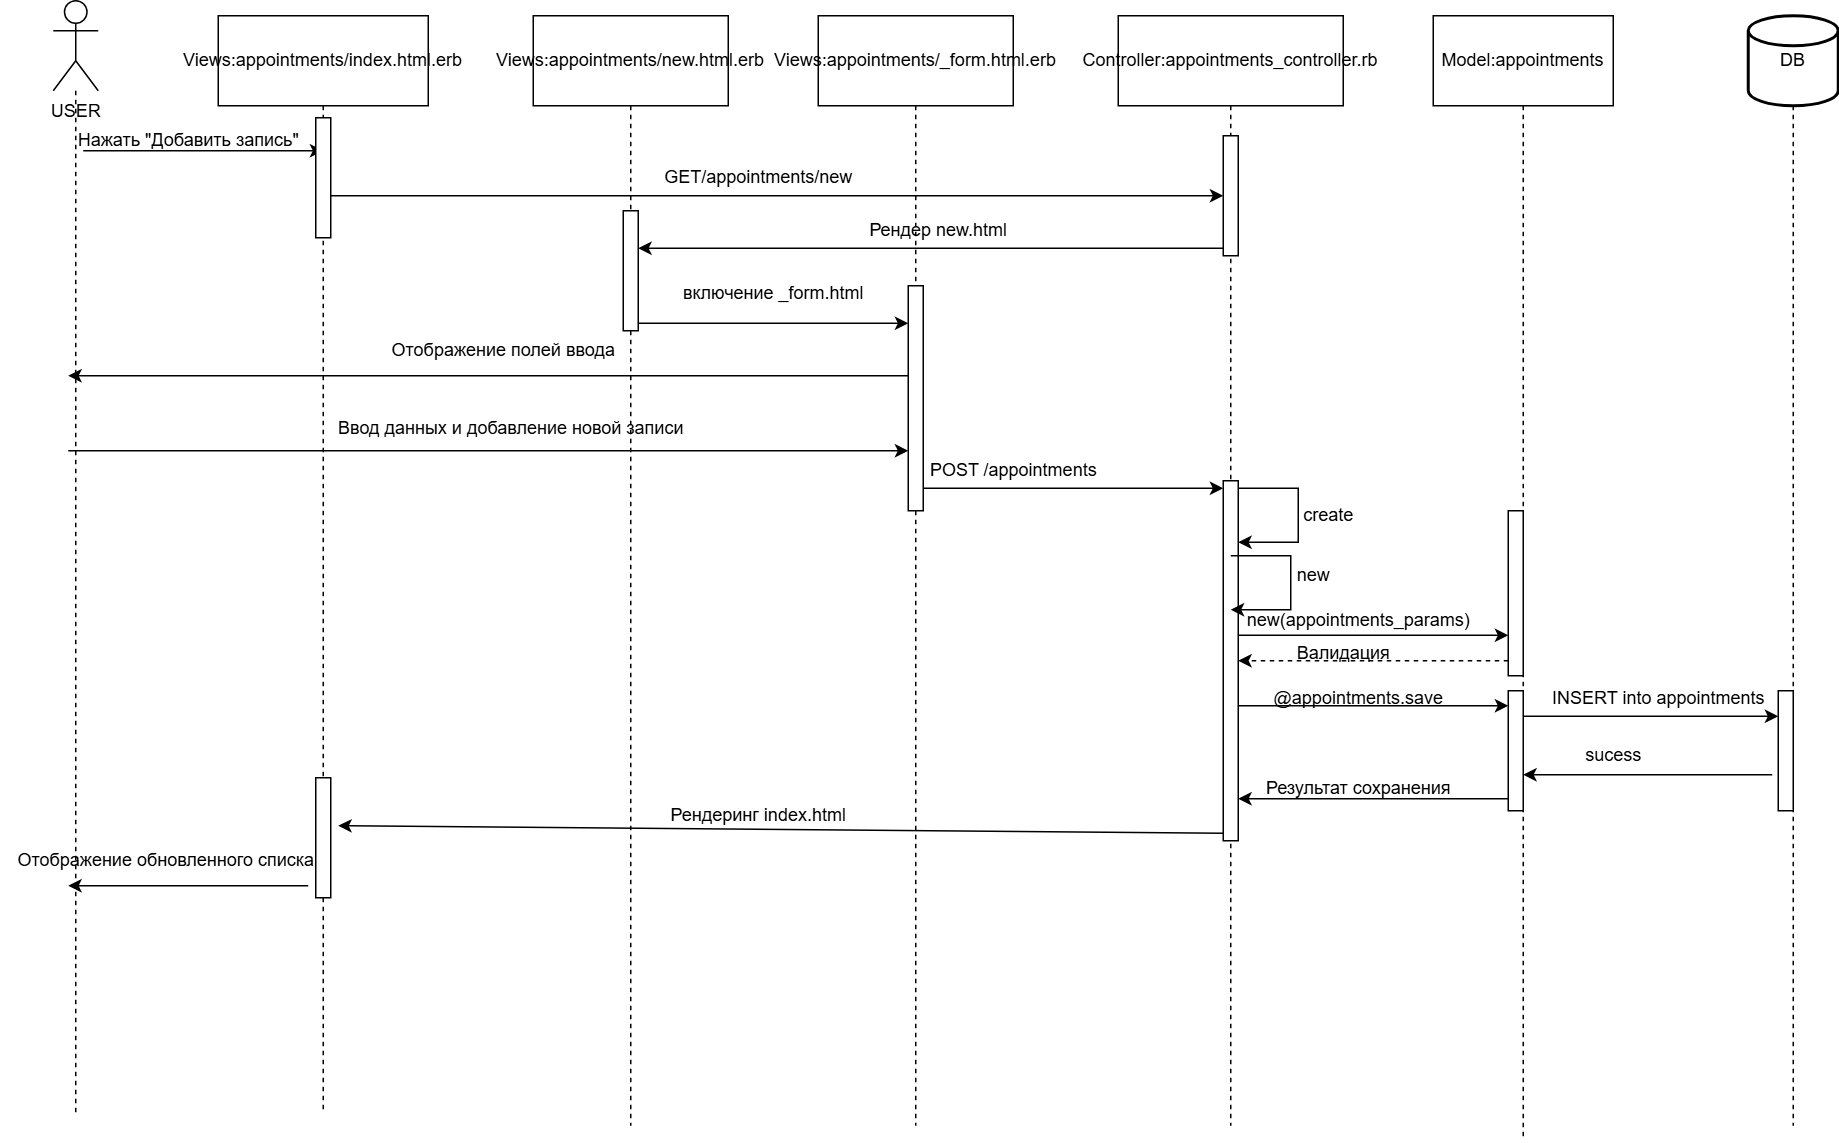 USER
Views:appointments/index.html.erb
Views:appointments/new.html.erb
Views:appointments/_form.html.erb
Controller:appointments_controller.rb
Model:appointments
DB
Нажать "Добавить запись"
GET/appointments/new
Рендер new.html
включение _form.html
Отображение полей ввода
Ввод данных и добавление новой записи
POST /appointments
create
new
new(appointments_params)
Валидация
@appointments.save
INSERT into appointments
sucess
Результат сохранения
Рендеринг index.html
Отображение обновленного списка